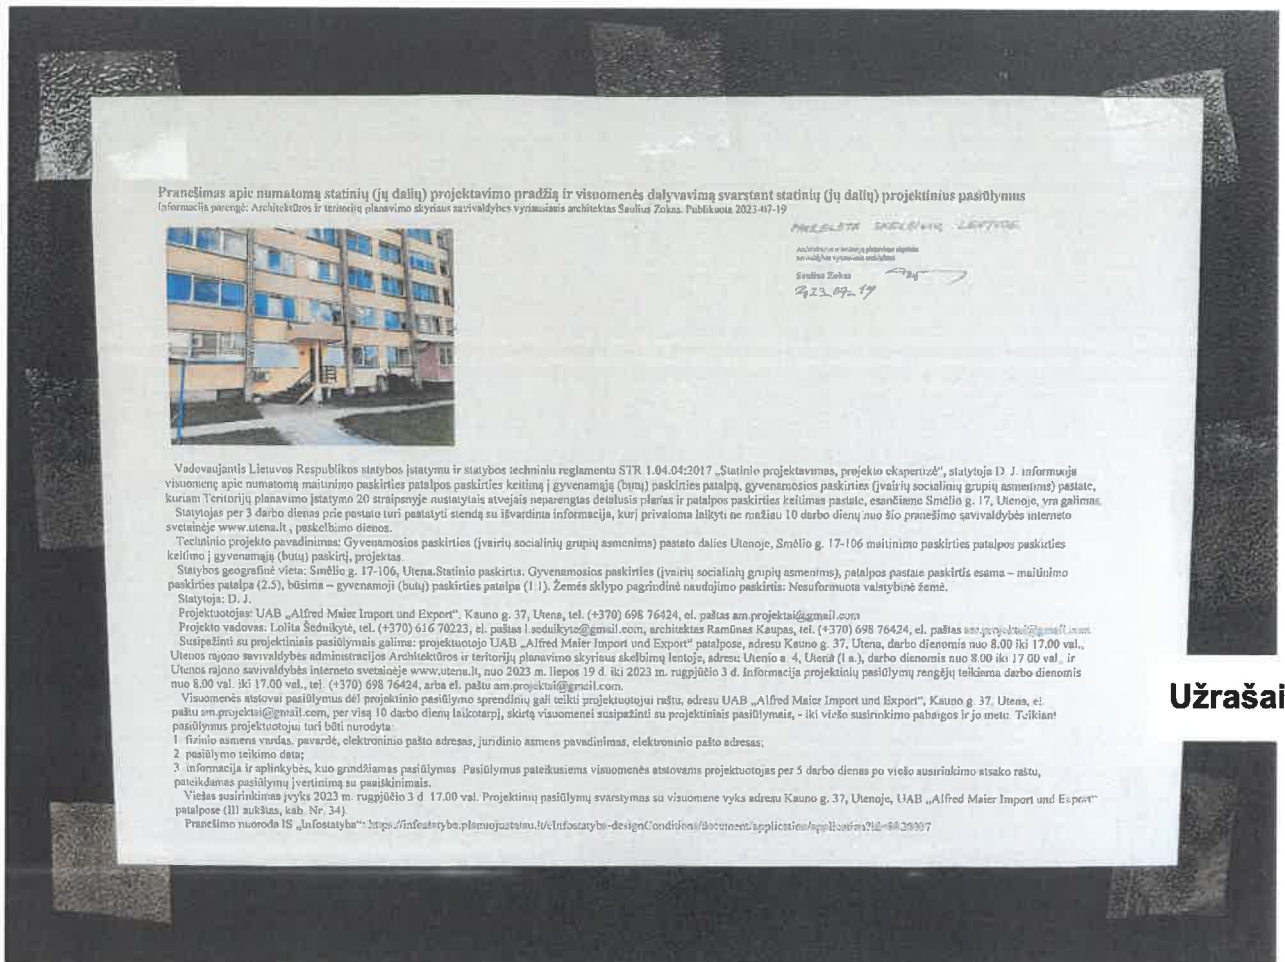 Pranešimas apie numatomą statinių (jų dalių) projektavimo pradžią ir visuomenės dalyvavimą svarstant statinių (jų dalių) projektinius pasiūlymus
Informacija parengė: Architektūros ir teritorijų planavimo skyriaus savivaldybės vyriausiasis architektas Saulius Zokas. Publikuota 2023-07-19
SKELBIMŲ LENTOJE
Architektūros ir teritorijų planavimo skyriaus
savivaldybės vyriausiasis architektas
Saulius Zokas
2023-07-19
Vadovaujantis Lietuvos Respublikos statybos įstatymu ir statybos techniniu reglamentu STR 1.04.04:2017 „Statinio projektavimas, projekto ekspertizė", statytoja D. J. informuoja
visuomenę apie numatomą maitinimo paskirties patalpos paskirties keitimą į gyvenamąją (butų) paskirties patalpą, gyvenamosios paskirties (įvairių socialinių grupių asmenims) pastate,
kuriam Teritorijų planavimo įstatymo 20 straipsnyje nustatytais atvejais neparengtas detalusis planas ir patalpos paskirties keitimas pastate, esančiame Smėlio g. 17, Utenoje, yra galimas.
Statytojas per 3 darbo dienas prie pastato turi pastatyti stendą su išvardinta informacija, kurį privaloma laikyti ne mažiau 10 darbo dienų nuo šio pranešimo savivaldybės interneto
svetainėje www.utena.lt , paskelbimo dienos.
Techninio projekto pavadinimas: Gyvenamosios paskirties (įvairių socialinių grupių asmenims) pastato dalies Utenoje, Smėlio g. 17-106 maitinimo paskirties patalpos paskirties
keitimo į gyvenamąją (butų) paskirtį, projektas.
Statybos geografinė vieta: Smėlio g. 17-106, Utena.Statinio paskirtis. Gyvenamosios paskirties (įvairių socialinių grupių asmenims), patalpos pastate paskirtis esama – maitinimo
paskirties patalpa (2.5), būsima – gyvenamoji (butų) paskirties patalpa (1.1). Žemės sklypo pagrindinė naudojimo paskirtis: Nesuformuota valstybinė žemė.
Statytoja: D. J.
Projektuotojas: UAB „Alfred Maier Import und Export", Kauno g. 37, Utena, tel. (+370) 698 76424, el. paštas am.projektai@gmail.com
Projekto vadovas: Lolita Šeduikytė, tel. (+370) 616 70223, el. paštas l.seduikyte@gmail.com, architektas Ramūnas Kaupas, tel. (+370) 698 76424, el. paštas am.projektai@gmail.com
Susipažinti su projektiniais pasiūlymais galima: projektuotojo UAB „Alfred Maier Import und Export" patalpose, adresu Kauno g. 37, Utena, darbo dienomis nuo 8.00 iki 17.00 val.,
Utenos rajono savivaldybės administracijos Architektūros ir teritorijų planavimo skyriaus skelbimų lentoje, adresu Utenio a. 4, Utena (I a.), darbo dienomis nuo 8.00 iki 17.00 val. ir
Utenos rajono savivaldybės interneto svetainėje www.utena.lt, nuo 2023 m. liepos 19 d. iki 2023 m. rugpjūčio 3 d. Informacija projektinių pasiūlymų rengėjų teikiama darbo dienomis
nuo 8.00 val. iki 17.00 val., tel. (+370) 698 76424, arba el. paštu am.projektai@gmail.com.
Visuomenės atstovai pasiūlymus dėl projektinio pasiūlymo sprendinių gali teikti projektuotojui raštu, adresu UAB „Alfred Maier Import und Export", Kauno g. 37, Utena, el.
paštu am.projektai@gmail.com, per visą 10 darbo dienų laikotarpį, skirtą visuomenei susipažinti su projektiniais pasiūlymais, - iki viešo susirinkimo pabaigos ir jo metu. Teikiant
pasiūlymus projektuotojui turi būti nurodyta
1 fizinio asmens vardas, pavardė, elektroninio pašto adresas, juridinio asmens pavadinimas, elektroninio pašto adresas;
2 pasiūlymo teikimo data;
3 informacija ir aplinkybės, kuo grindžiamas pasiūlymas Pasiūlymus pateikusiems visuomenės atstovams projektuotojas per 5 darbo dienas po viešo susirinkimo atsako raštu,
pateikdamas pasiūlymų įvertinimą su paaiškinimais.
Viešas susirinkimas įvyks 2023 m. rugpjūčio 3 d. 17.00 val. Projektinių pasiūlymų svarstymas su visuomene vyks adresu Kauno g. 37, Utenoje, UAB „Alfred Maier Import und Export"
patalpose (III aukštas, kab. Nr. 34).
Pranešimo nuoroda IS „Infostatyba":
Užrašai